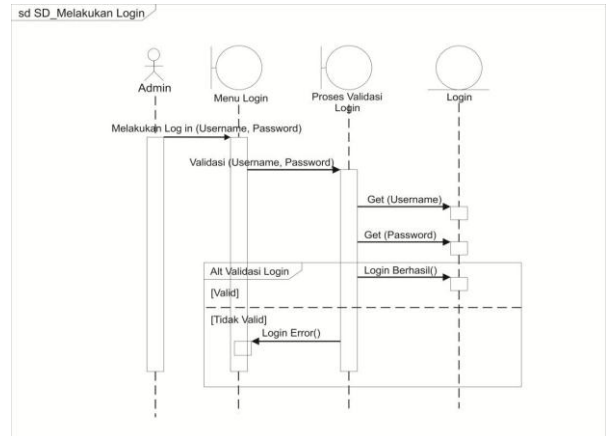 sd SD_Melakukan Login
Admin
Menu Login
Proses Validasi
Login
Login
Melakukan Log in (Username, Password)
Validasi (Username, Password)
Get (Username)
Get (Password)
Alt Validasi Login
Login Berhasil()
[Valid]
[Tidak Valid]
Login Error()